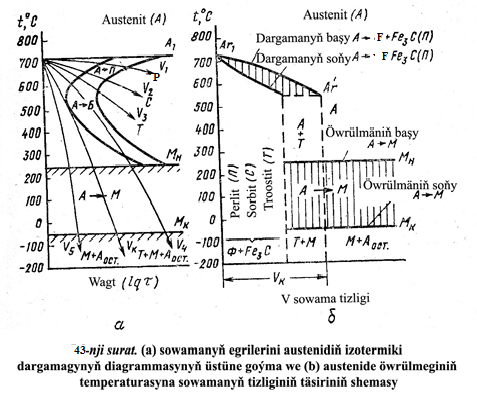 Austenit (A)
t,°C
800
700
600
500
400
300
200
100
0
-100
-200
A₁
A→П
P
V₁
V₂
C
V₃
T
A→Б
Mн
A → M
Mк
V₅
M+Aост.
Vк
T+M+Aост.
V₄
Wagt (lqτ)
а
Austenit (A)
t,°C
800
700
600
500
400
300
200
100
0
-100
200
Ar₁
Dargamanyň başy A→F+Fe₃C(П)
Dargamanyň soňy A→FFe₃C(П)
Ar′
A
A
+
T
Öwrülmäniň başy
A→M
Mн
Perlit (П)
Sorbit (C)
Troostit (T)
A → M
Öwrülmäniň soňy
A→M
Mк
Ф+Fe₃C
T+M
M+Aост.
Vк
V sowama tizligi
б
43-nji surat. (a) sowamanyň egrilerini austenidiň izotermiki
dargamagynyň diagrammasynyň üstüne goýma we (b) austenide öwrülmeginiň
temperaturasyna sowamanyň tizliginiň täsiriniň shemasy